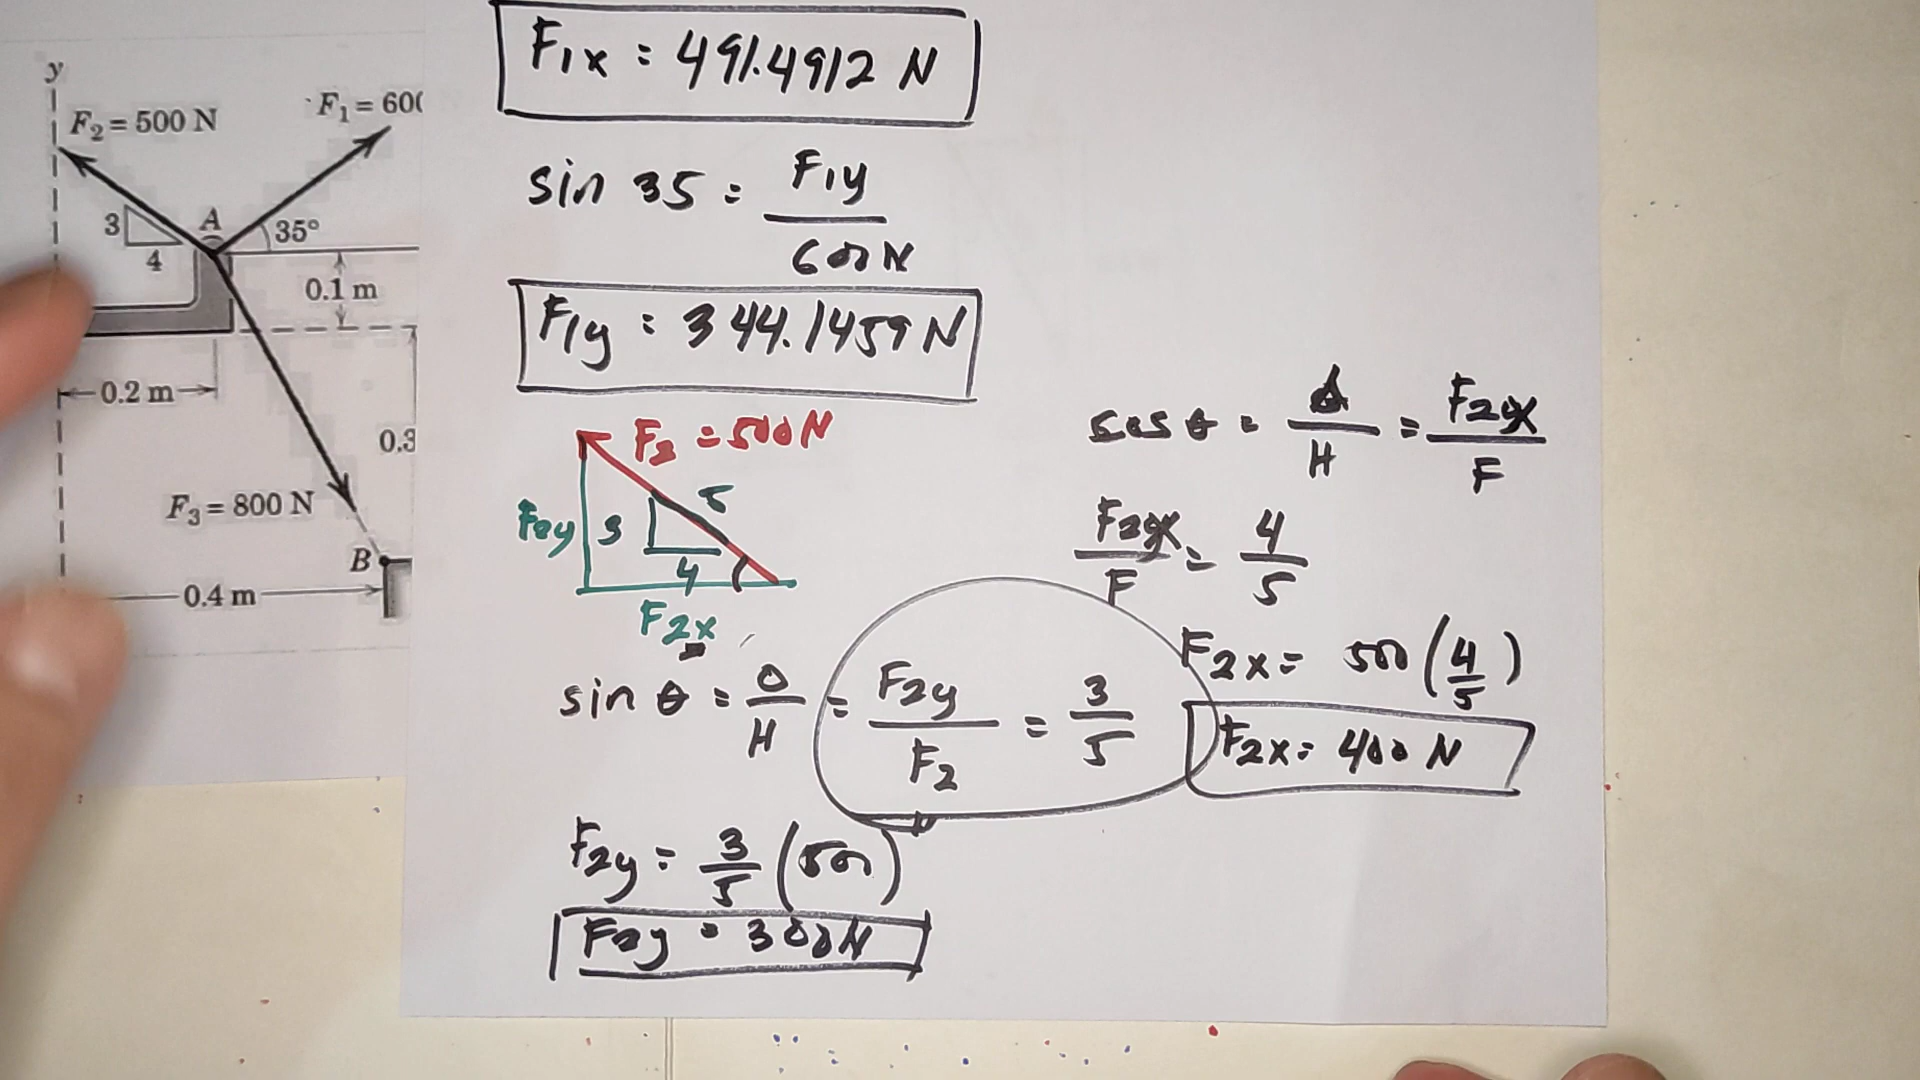 y
F₂ = 500 N
F₁ = 600
3
4
A
35°
0.1 m
0.2 m
0.3
F₃ = 800 N
B
0.4 m
F1x = 491.4912 N
sin 35 = F1y / 600 N
F1y = 344.1459 N
F2 = 500 N
F2y
3
5
4
F2x
sin θ = O/H = F2y/F2 = 3/5
F2y = 3/5 (500)
F2y = 300 N
cos θ = A/H = F2x/F
F2x/F = 4/5
F2x = 500 (4/5)
F2x = 400 N